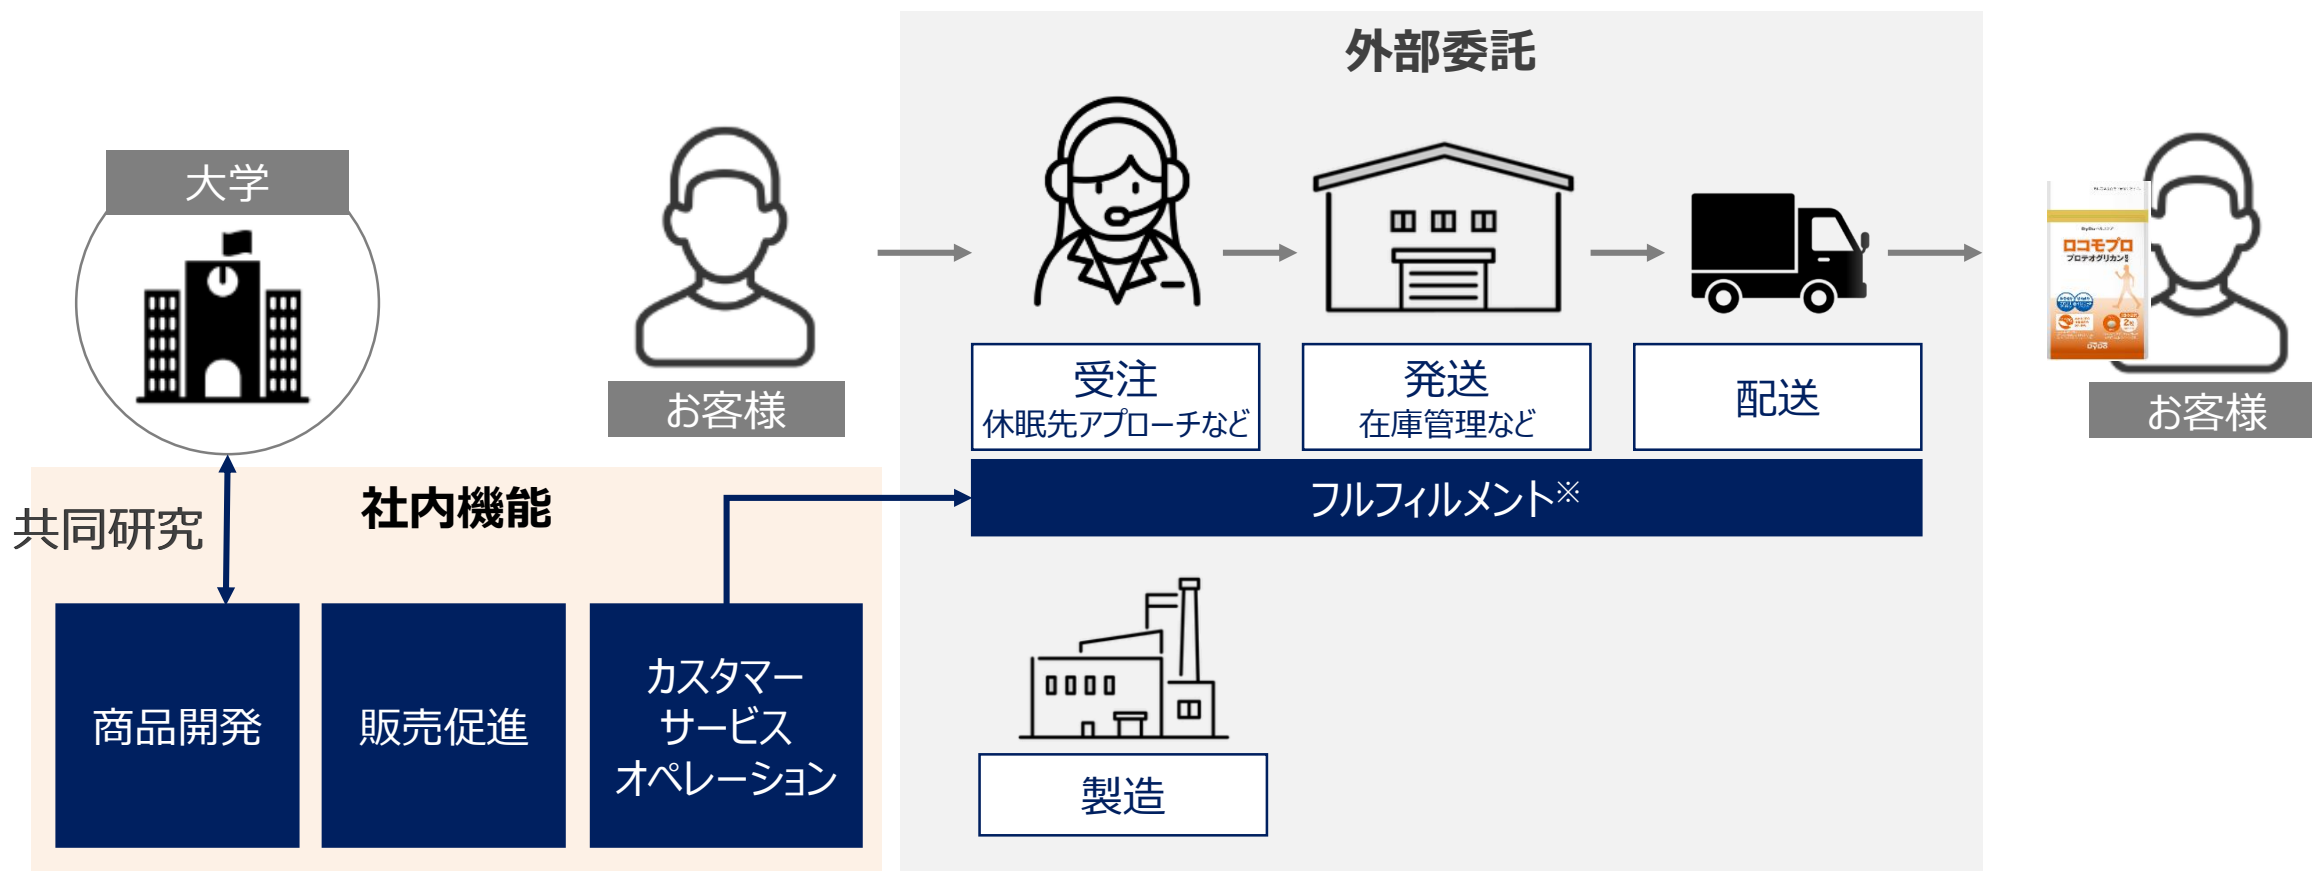 外部委託
大学
お客様
受注
休眠先アプローチなど
発送
在庫管理など
配送
フルフィルメント※
ロコモプロ
プロテオグリカン
お客様
共同研究
社内機能
商品開発
販売促進
カスタマー
サービス
オペレーション
製造